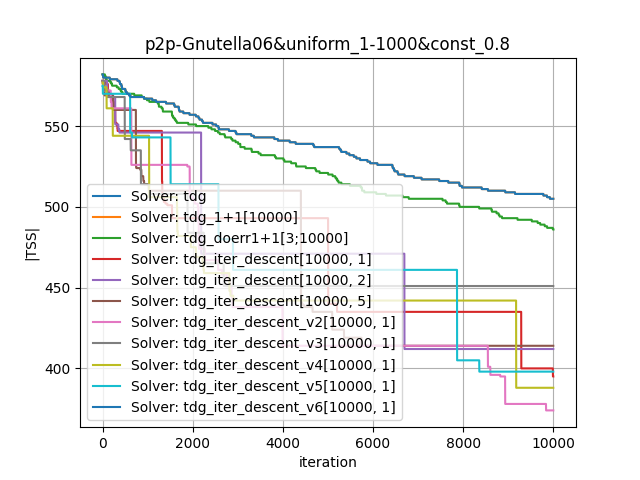 p2p-Gnutella06&uniform_1-1000&const_0.8
|TSS|
550
500
450
400
Solver: tdg
Solver: tdg_1+1[10000]
Solver: tdg_doerr1+1[3;10000]
Solver: tdg_iter_descent[10000, 1]
Solver: tdg_iter_descent[10000, 2]
Solver: tdg_iter_descent[10000, 5]
Solver: tdg_iter_descent_v2[10000, 1]
Solver: tdg_iter_descent_v3[10000, 1]
Solver: tdg_iter_descent_v4[10000, 1]
Solver: tdg_iter_descent_v5[10000, 1]
Solver: tdg_iter_descent_v6[10000, 1]
0 2000 4000 6000 8000 10000
iteration